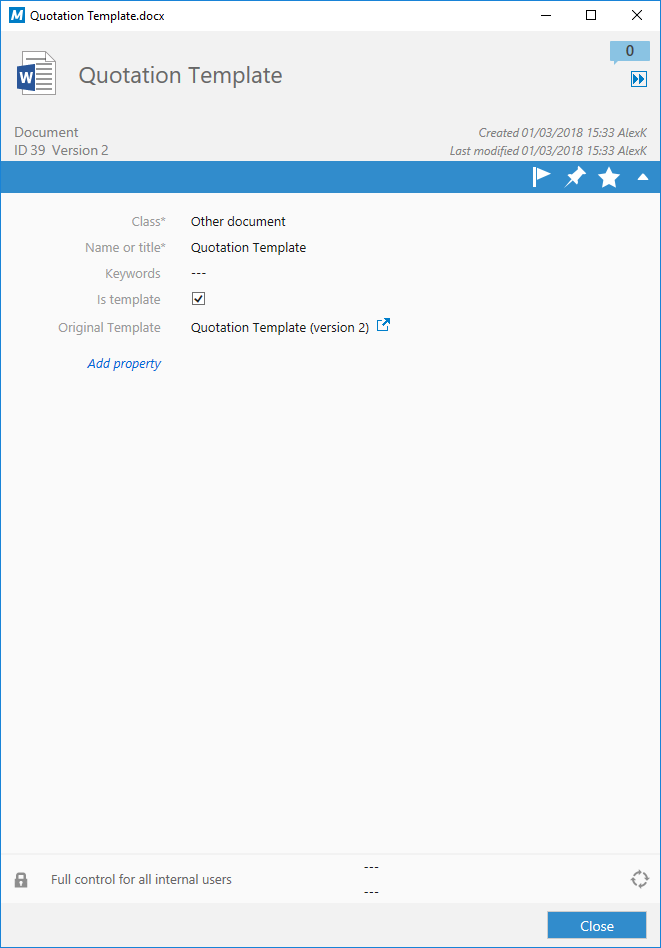 M Quotation Template.docx
0
W
Quotation Template
Document
Created 01/03/2018 15:33 AlexK
ID 39 Version 2
Last modified 01/03/2018 15:33 AlexK
Class* Other document
Name or title* Quotation Template
Keywords ---
Is template
Original Template Quotation Template (version 2)
Add property
---
Full control for all internal users
---
Close